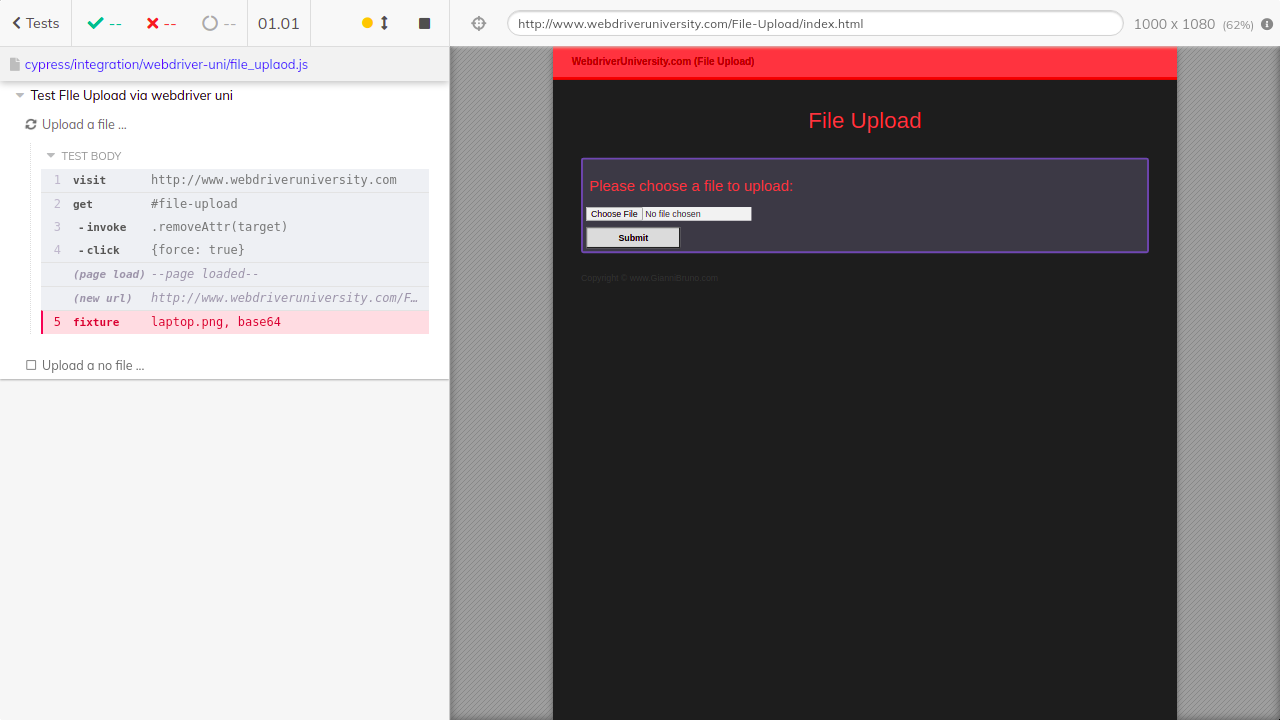 Tests
--
--
--
01.01
http://www.webdriveruniversity.com/File-Upload/index.html
1000 x 1080 (62%)
cypress/integration/webdriver-uni/file_uplaod.js
Test FIle Upload via webdriver uni
Upload a file ...
TEST BODY
1 visit http://www.webdriveruniversity.com
2 get #file-upload
3 - invoke .removeAttr(target)
4 - click {force: true}
(page load) --page loaded--
(new url) http://www.webdriveruniversity.com/F…
5 fixture laptop.png, base64
Upload a no file ...
WebdriverUniversity.com (File Upload)
File Upload
Please choose a file to upload:
Choose File No file chosen
Submit
Copyright © www.GianniBruno.com